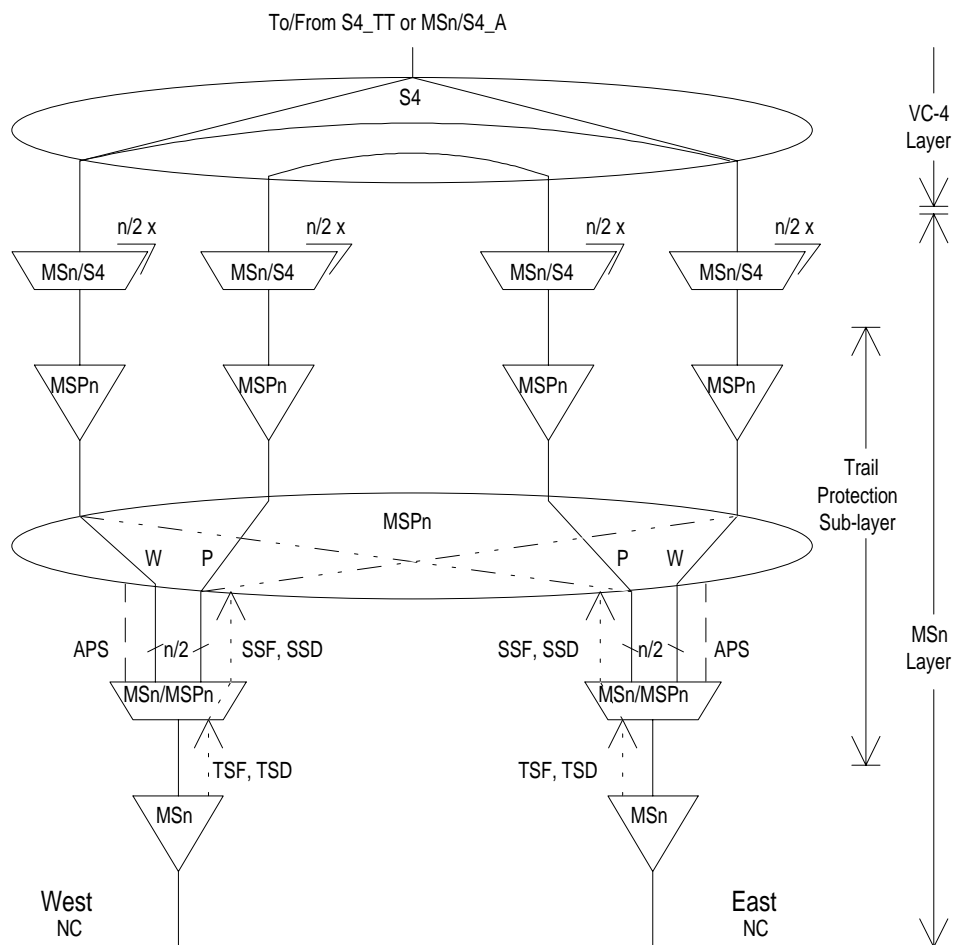 To/From S4_TT or MSn/S4_A
S4
VC-4
Layer
n/2 x
n/2 x
n/2 x
n/2 x
MSn/S4
MSn/S4
MSn/S4
MSn/S4
MSPn
MSPn
MSPn
MSPn
Trail
Protection
Sub-layer
MSPn
W
P
P
W
APS
n/2
SSF, SSD
SSF, SSD
n/2
APS
MSn
Layer
MSn/MSPn
MSn/MSPn
TSF, TSD
TSF, TSD
MSn
MSn
West
NC
East
NC